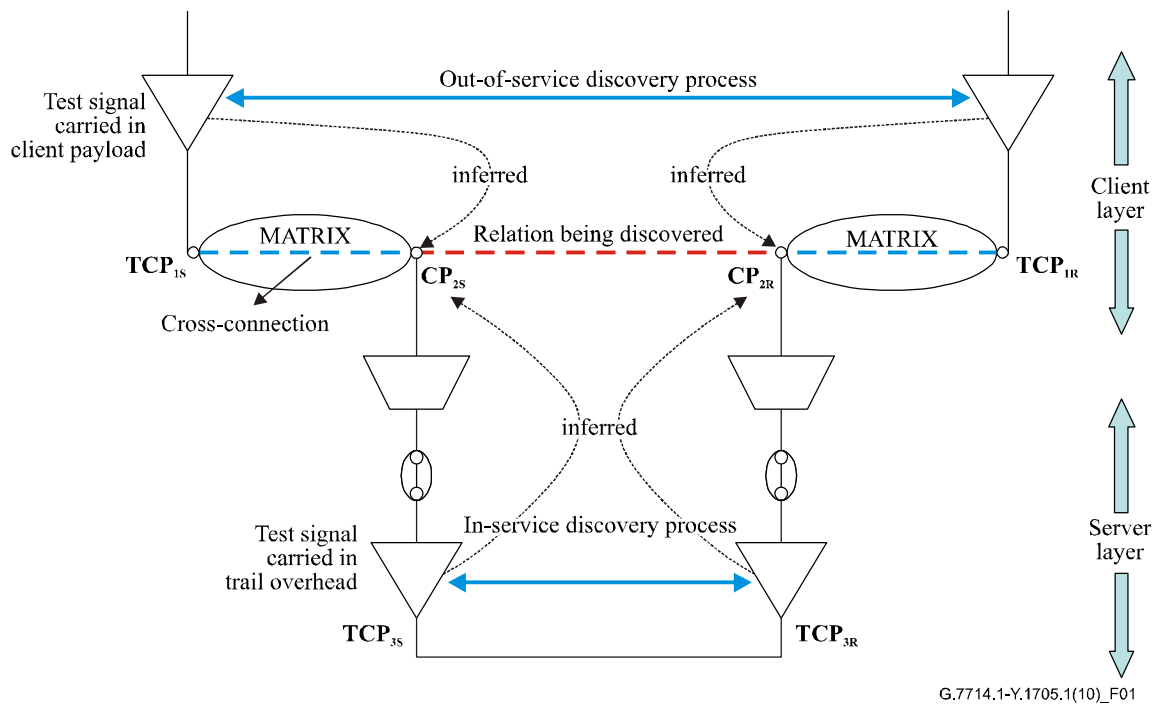 Out-of-service discovery process
Test signal
carried in
client payload
inferred
inferred
Client
layer
MATRIX
Relation being discovered
MATRIX
TCP1S
CP2S
CP2R
TCP1R
Cross-connection
inferred
Test signal
carried in
trail overhead
In-service discovery process
Server
layer
TCP3S
TCP3R
G.7714.1-Y.1705.1(10)_F01